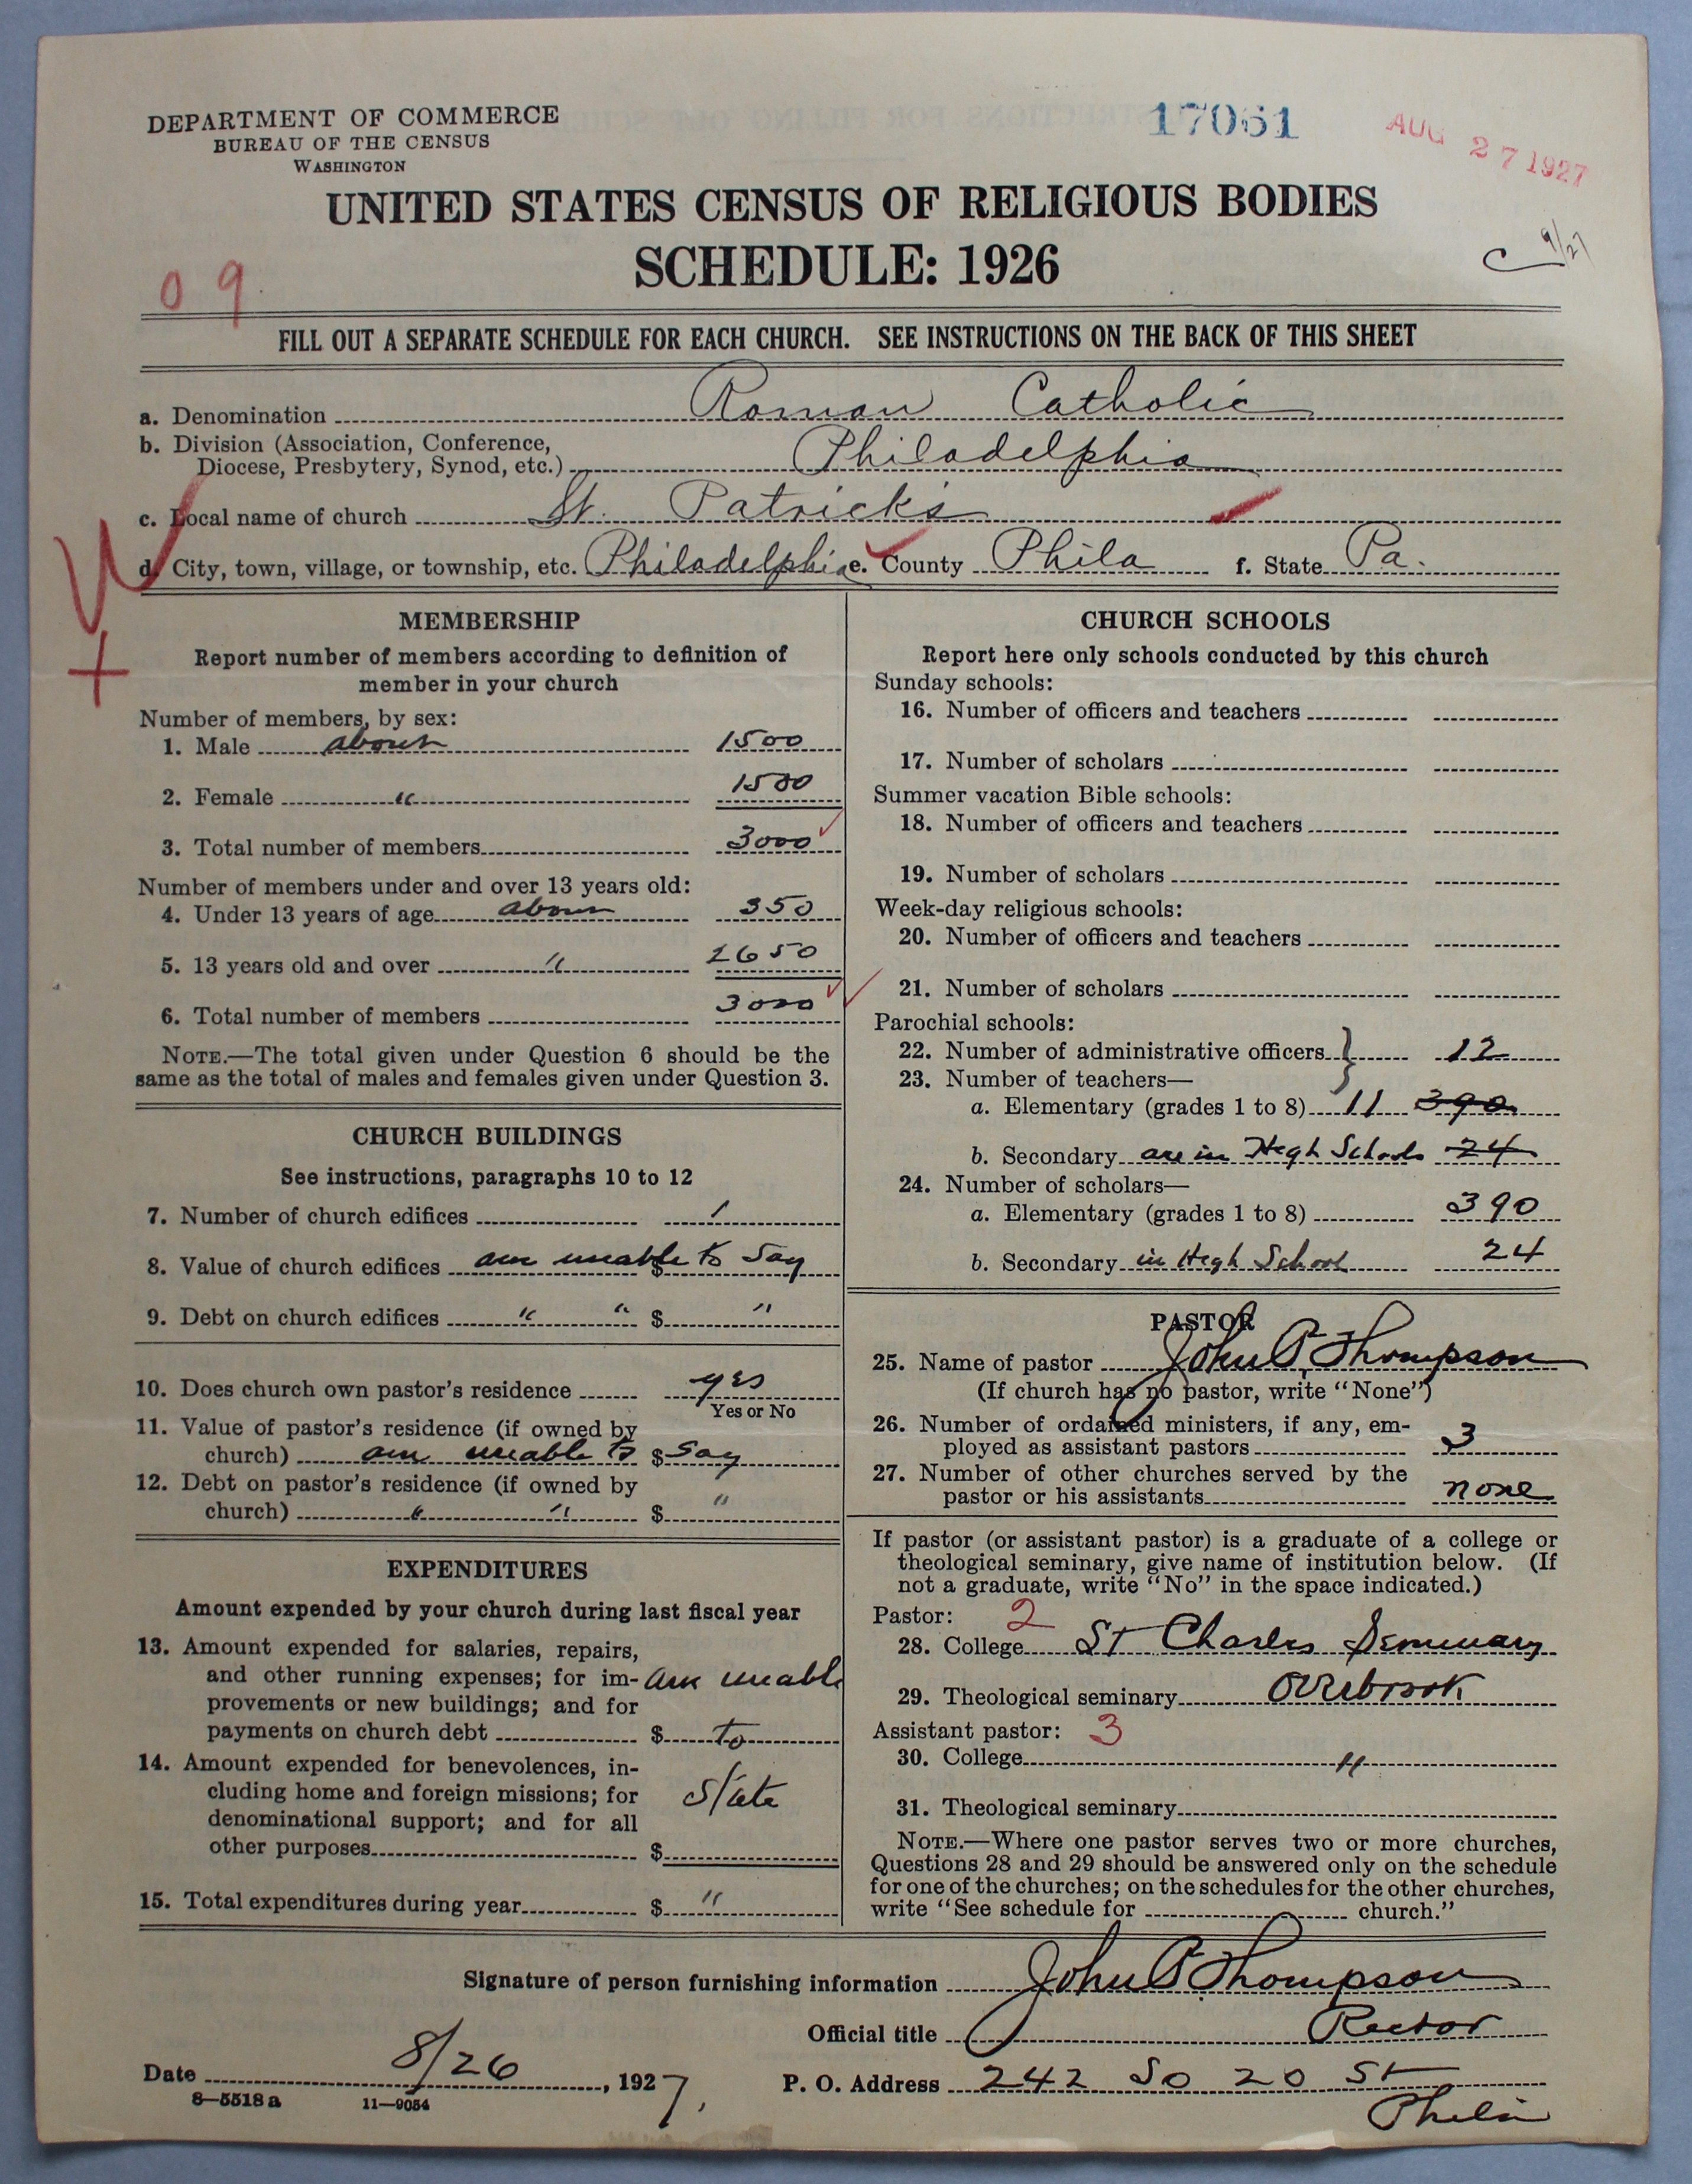 DEPARTMENT OF COMMERCE
BUREAU OF THE CENSUS
WASHINGTON
17061
AUG 27 1927
UNITED STATES CENSUS OF RELIGIOUS BODIES
SCHEDULE: 1926
C 9/27
09
FILL OUT A SEPARATE SCHEDULE FOR EACH CHURCH. SEE INSTRUCTIONS ON THE BACK OF THIS SHEET
a. Denomination Roman Catholic
b. Division (Association, Conference,
Diocese, Presbytery, Synod, etc.) Philadelphia
c. Local name of church St. Patrick's
d. City, town, village, or township, etc. Philadelphia e. County Phila f. State Pa.
MEMBERSHIP
Report number of members according to definition of
member in your church
Number of members, by sex:
1. Male about 1500
2. Female " 1500
3. Total number of members 3000
Number of members under and over 13 years old:
4. Under 13 years of age about 350
5. 13 years old and over " 2650
6. Total number of members 3000
NOTE.—The total given under Question 6 should be the
same as the total of males and females given under Question 3.
CHURCH BUILDINGS
See instructions, paragraphs 10 to 12
7. Number of church edifices 1
8. Value of church edifices am unable to $ say
9. Debt on church edifices " " $ "
10. Does church own pastor's residence yes
Yes or No
11. Value of pastor's residence (if owned by
church) am unable to $ say
12. Debt on pastor's residence (if owned by
church) " " $ "
EXPENDITURES
Amount expended by your church during last fiscal year
13. Amount expended for salaries, repairs,
and other running expenses; for im- Am unable
provements or new buildings; and for
payments on church debt $ to
14. Amount expended for benevolences, in-
cluding home and foreign missions; for state
denominational support; and for all
other purposes $
15. Total expenditures during year $ "
CHURCH SCHOOLS
Report here only schools conducted by this church
Sunday schools:
16. Number of officers and teachers
17. Number of scholars
Summer vacation Bible schools:
18. Number of officers and teachers
19. Number of scholars
Week-day religious schools:
20. Number of officers and teachers
21. Number of scholars
Parochial schools:
22. Number of administrative officers } 12
23. Number of teachers—
a. Elementary (grades 1 to 8) 11 390
b. Secondary are in High Schools 24
24. Number of scholars—
a. Elementary (grades 1 to 8) 390
b. Secondary in High School 24
PASTOR
25. Name of pastor John P Thompson
(If church has no pastor, write "None")
26. Number of ordained ministers, if any, em-
ployed as assistant pastors 3
27. Number of other churches served by the
pastor or his assistants none
If pastor (or assistant pastor) is a graduate of a college or
theological seminary, give name of institution below. (If
not a graduate, write "No" in the space indicated.)
Pastor: 2
28. College St Charles Seminary
29. Theological seminary Overbrook
Assistant pastor: 3
30. College "
31. Theological seminary
NOTE.—Where one pastor serves two or more churches,
Questions 28 and 29 should be answered only on the schedule
for one of the churches; on the schedules for the other churches,
write "See schedule for church."
Signature of person furnishing information John P Thompson
Official title Rector
Date 8/26, 1927.
P. O. Address 242 So 20 St
Phila
8—5518 a 11—9054